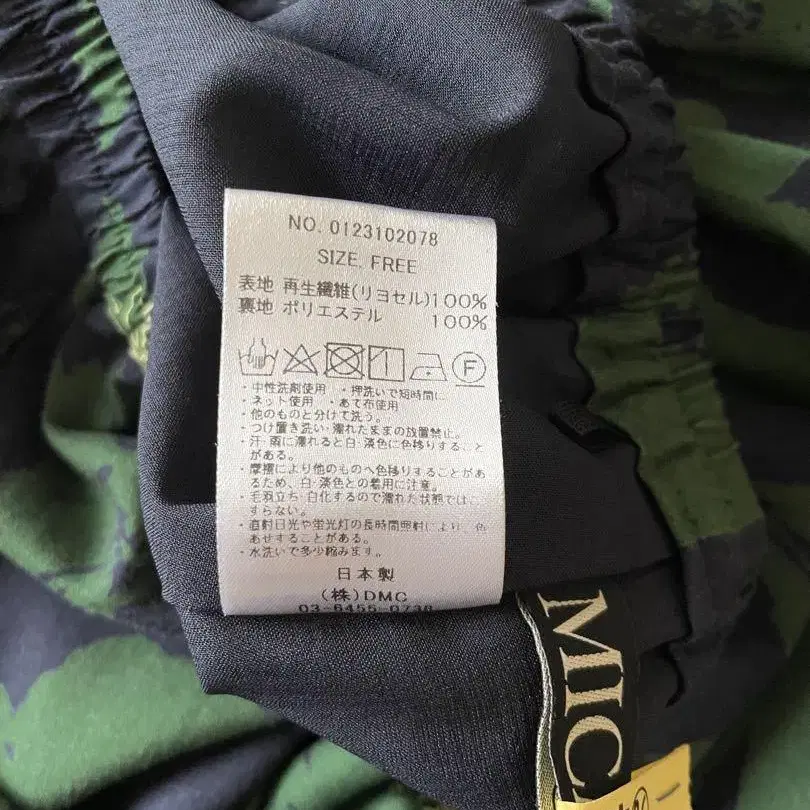 NO. 0123102078
SIZE. FREE
表地 再生繊維(リヨセル)100%
裏地 ポリエステル 100%
F
・中性洗剤使用 ・押洗いで短時間に
・ネット使用 ・あて布使用
・他のものと分けて洗う。
・つけ置き洗い・濡れたままの放置禁止。
・汗・雨に濡れると白・淡色に色移りすること
がある。
・摩擦により他のものへ色移りすることがあ
るため、白・淡色との着用に注意。
・毛羽立ち・白化するので濡れた状態ではこ
すらない。
・直射日光や蛍光灯の長時間照射により、色
あせすることがある。
・水洗いで多少縮みます。
日本製
(株)DMC
03-6455-0736
MIC